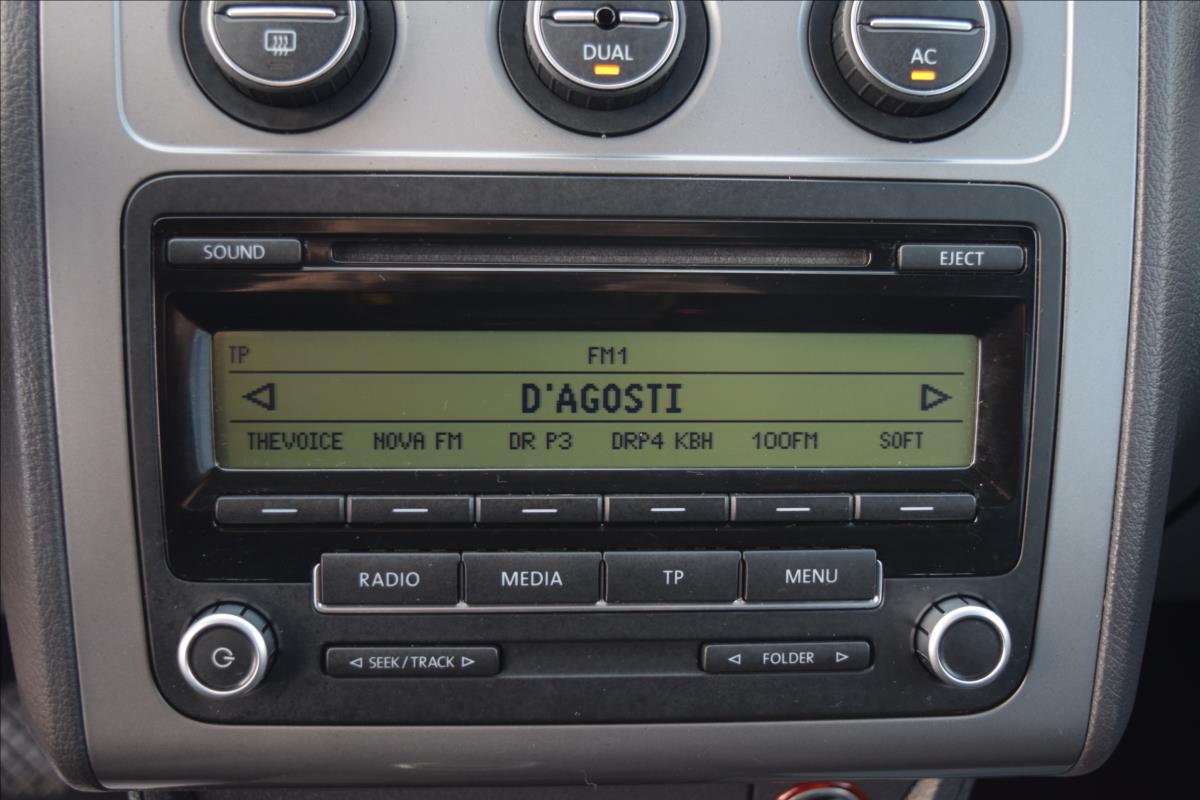 DUAL
AC
SOUND
EJECT
TP FM1
D'AGOSTI
THEVOICE NOVA FM DR P3 DRP4 KBH 100FM SOFT
RADIO MEDIA TP MENU
SEEK/TRACK FOLDER